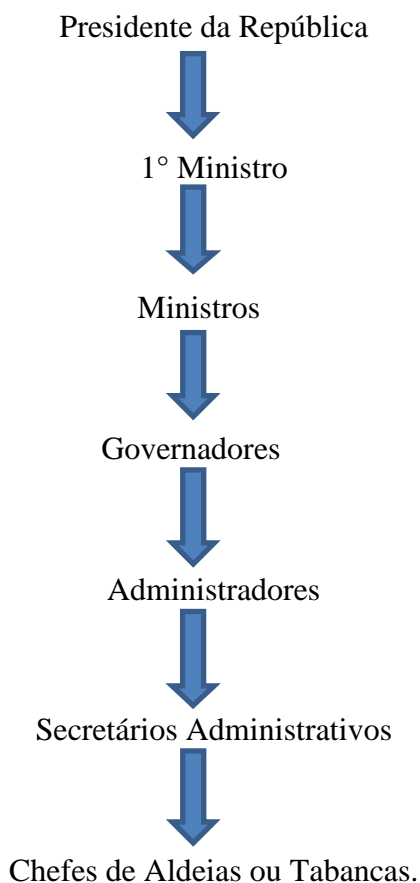 Presidente da República
1° Ministro
Ministros
Governadores
Administradores
Secretários Administrativos
Chefes de Aldeias ou Tabancas.